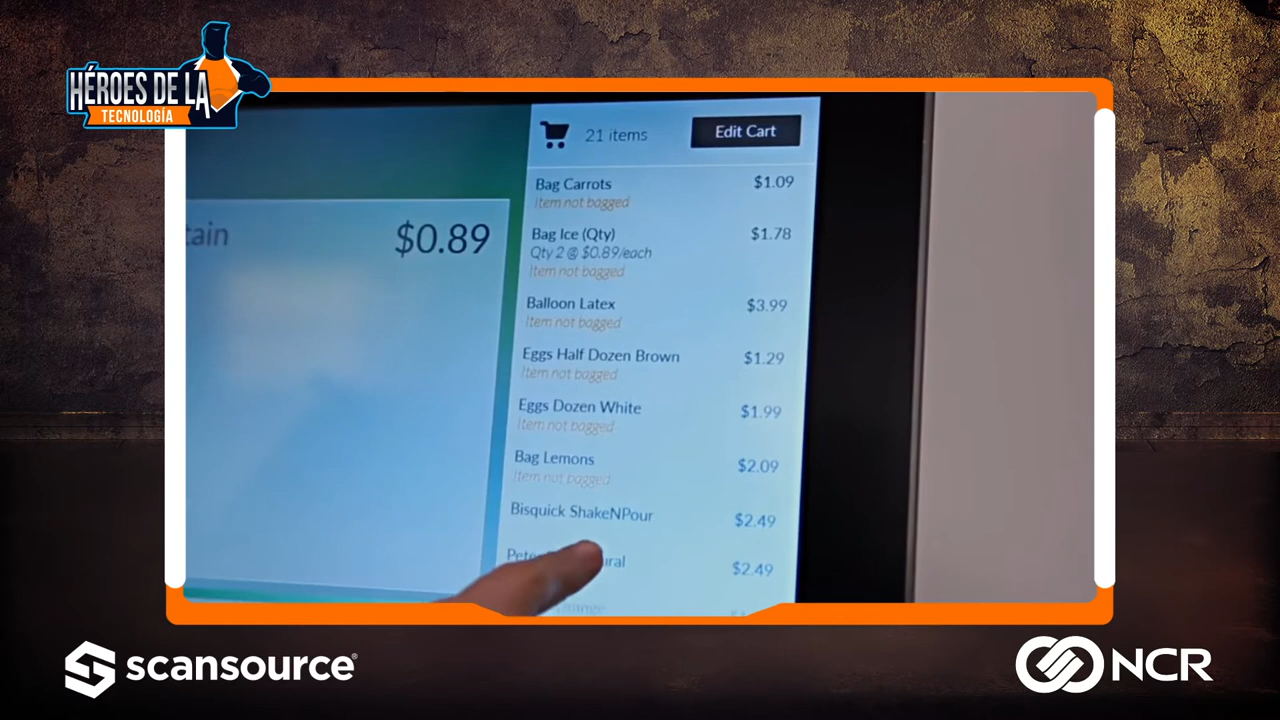 HÉROES DE LA
TECNOLOGÍA
21 items
Edit Cart
tain
$0.89
Bag Carrots
$1.09
Item not bagged
Bag Ice (Qty)
$1.78
Qty 2 @ $0.89/each
Item not bagged
Balloon Latex
$3.99
Item not bagged
Eggs Half Dozen Brown
$1.29
Item not bagged
Eggs Dozen White
$1.99
Item not bagged
Bag Lemons
$2.09
Item not bagged
Bisquick ShakeNPour
$2.49
$2.49
scansource®
NCR